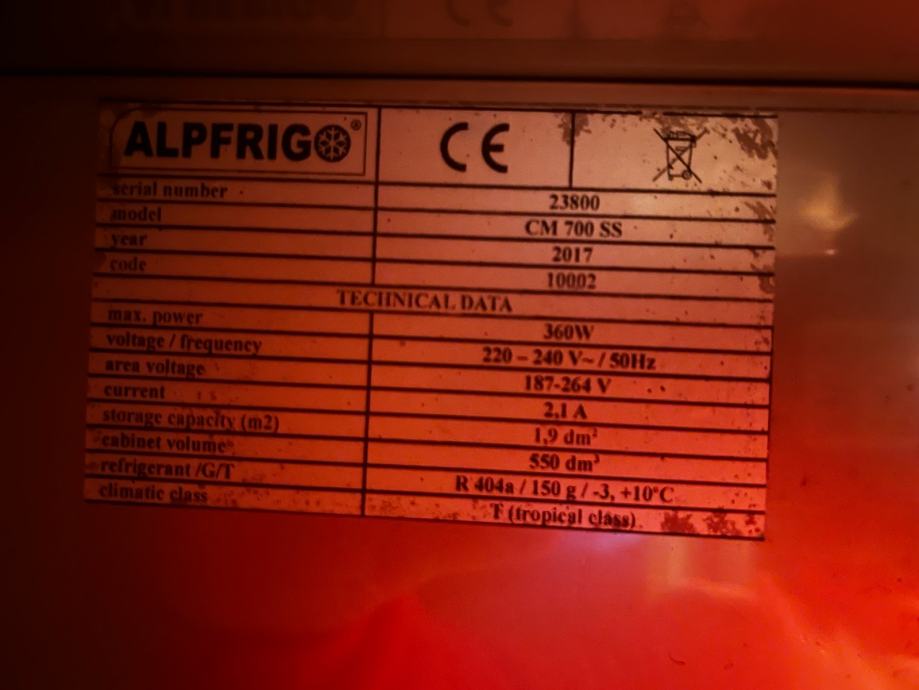 ALPFRIGO® CE
serial number 23800
model CM 700 SS
year 2017
code 10002
TECHNICAL DATA
max. power 360W
voltage / frequency 220 – 240 V~ / 50Hz
area voltage 187-264 V
current 2,1 A
storage capacity (m2) 1,9 dm²
cabinet volume 550 dm³
refrigerant /G/T R 404a / 150 g / -3, +10°C
climatic class T (tropical class)